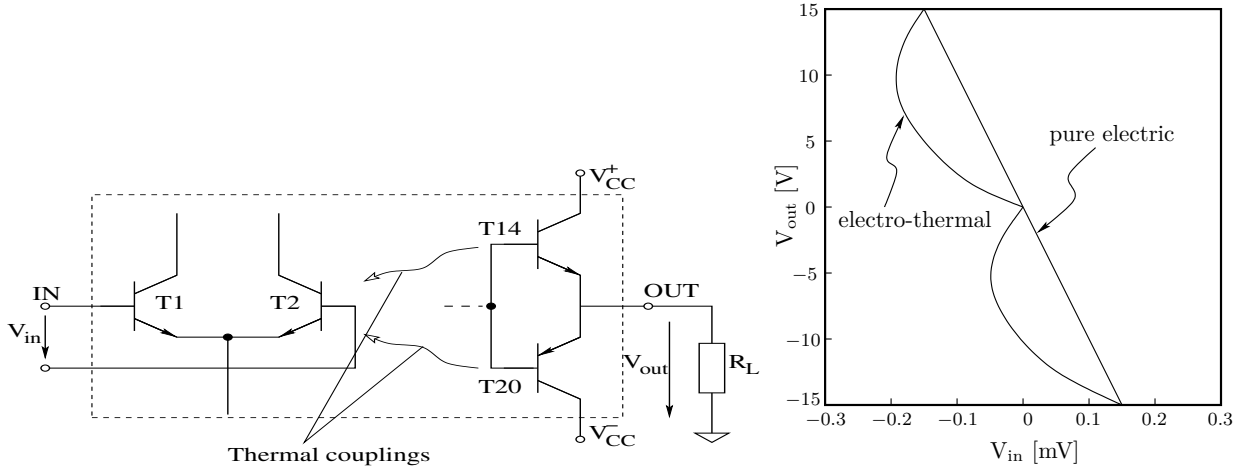 V⁺CC
T14
IN
T1
T2
OUT
Vin
Vout
RL
T20
V⁻CC
Thermal couplings
Vout [V]
15
10
5
0
−5
−10
−15
pure electric
electro-thermal
−0.3
−0.2
−0.1
0
0.1
0.2
0.3
Vin [mV]